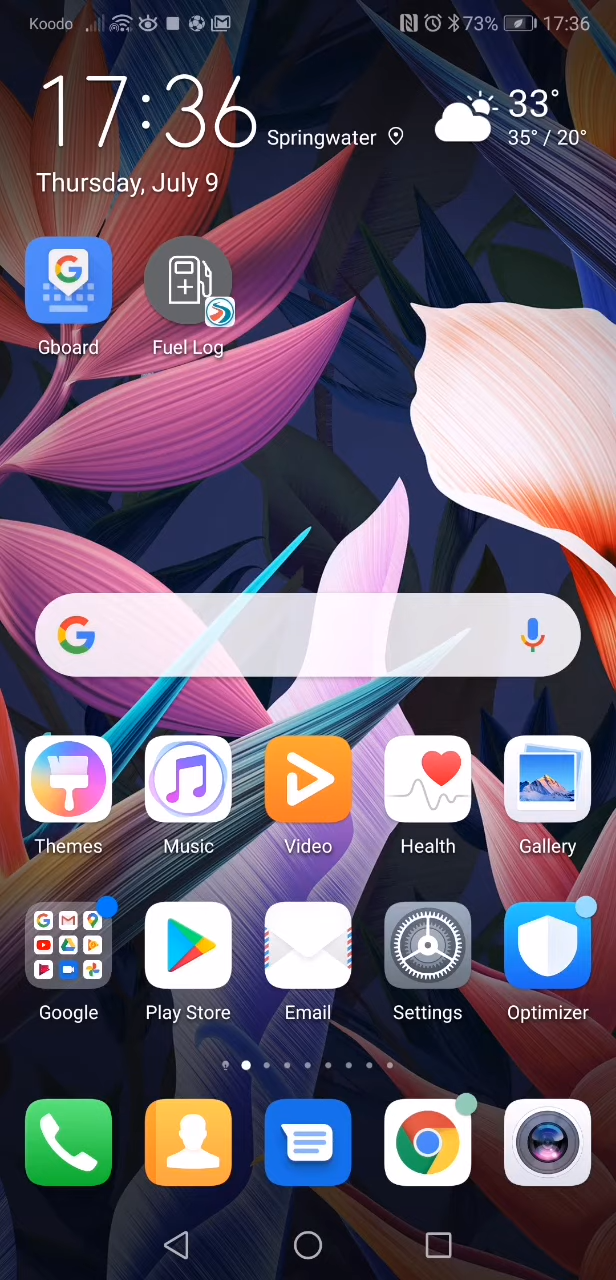 Koodo 73% 17:36
17:36
Springwater
33°
35° / 20°
Thursday, July 9
Gboard Fuel Log
Themes Music Video Health Gallery
Google Play Store Email Settings Optimizer